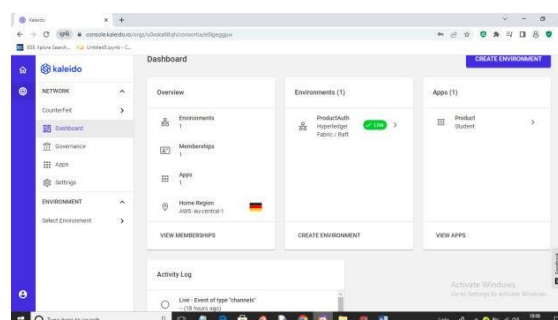 Kaleido
console.kaleido.io/orgs/u0ookat8qh/consortia/e0lgeggjuv
kaleido
Dashboard
CREATE ENVIRONMENT
NETWORK
CounterFeit
Dashboard
Governance
Apps
Settings
ENVIRONMENT
Select Environment
Overview
Environments
1
Memberships
1
Apps
1
Home Region
AWS: eu-central-1
VIEW MEMBERSHIPS
Environments (1)
ProductAuth
Hyperledger
Fabric / Raft
Live
CREATE ENVIRONMENT
Apps (1)
Product
Student
VIEW APPS
Activity Log
Live - Event of type "channels"
- (18 hours ago)
Feedback
Activate Windows
Go to Settings to activate Windows.
Type here to search